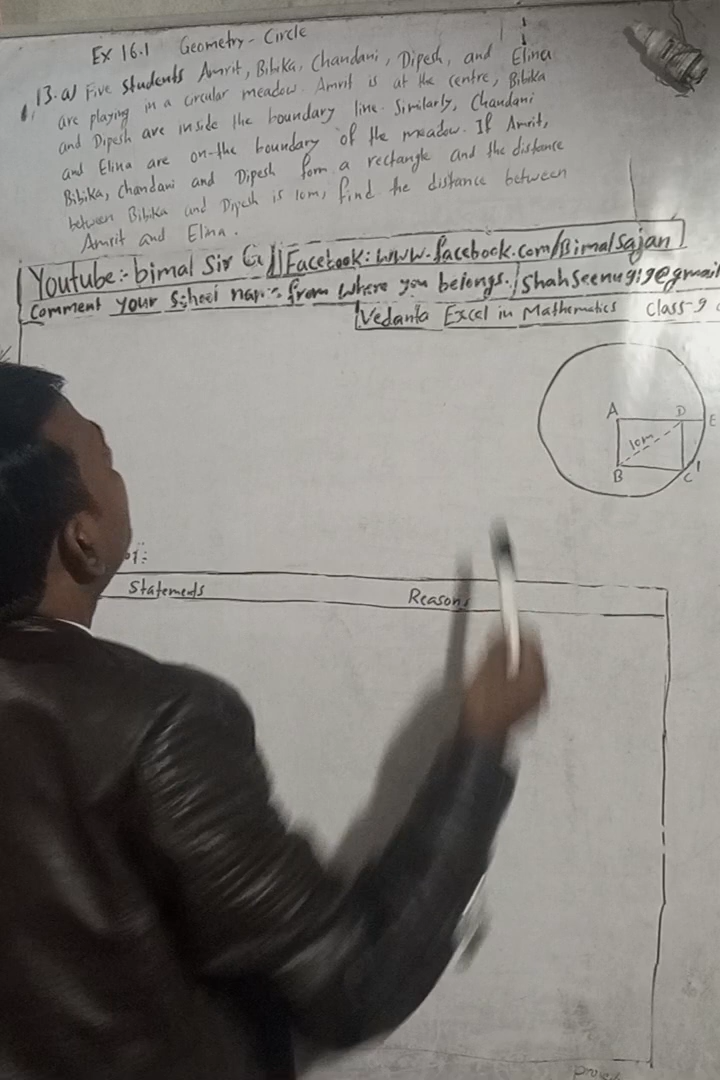 Ex 16.1 Geometry - Circle
13. a) Five Students Amrit, Bibika, Chandani, Dipesh, and Elina
are playing in a circular meadow. Amrit is at the centre, Bibika
and Dipesh are inside the boundary line. Similarly, Chandani
and Elina are on the boundary of the meadow. If Amrit,
Bibika, Chandani and Dipesh form a rectangle and the distance
between Bibika and Dipesh is 10m, find the distance between
Amrit and Elina.
Youtube:- bimal Sir G Facebook: www.facebook.com/Bimalsajan
Comment your School name from where you belongs. /
Vedanta Excel in Mathematics Class-9
A D E
10m
B C
Statements Reasons